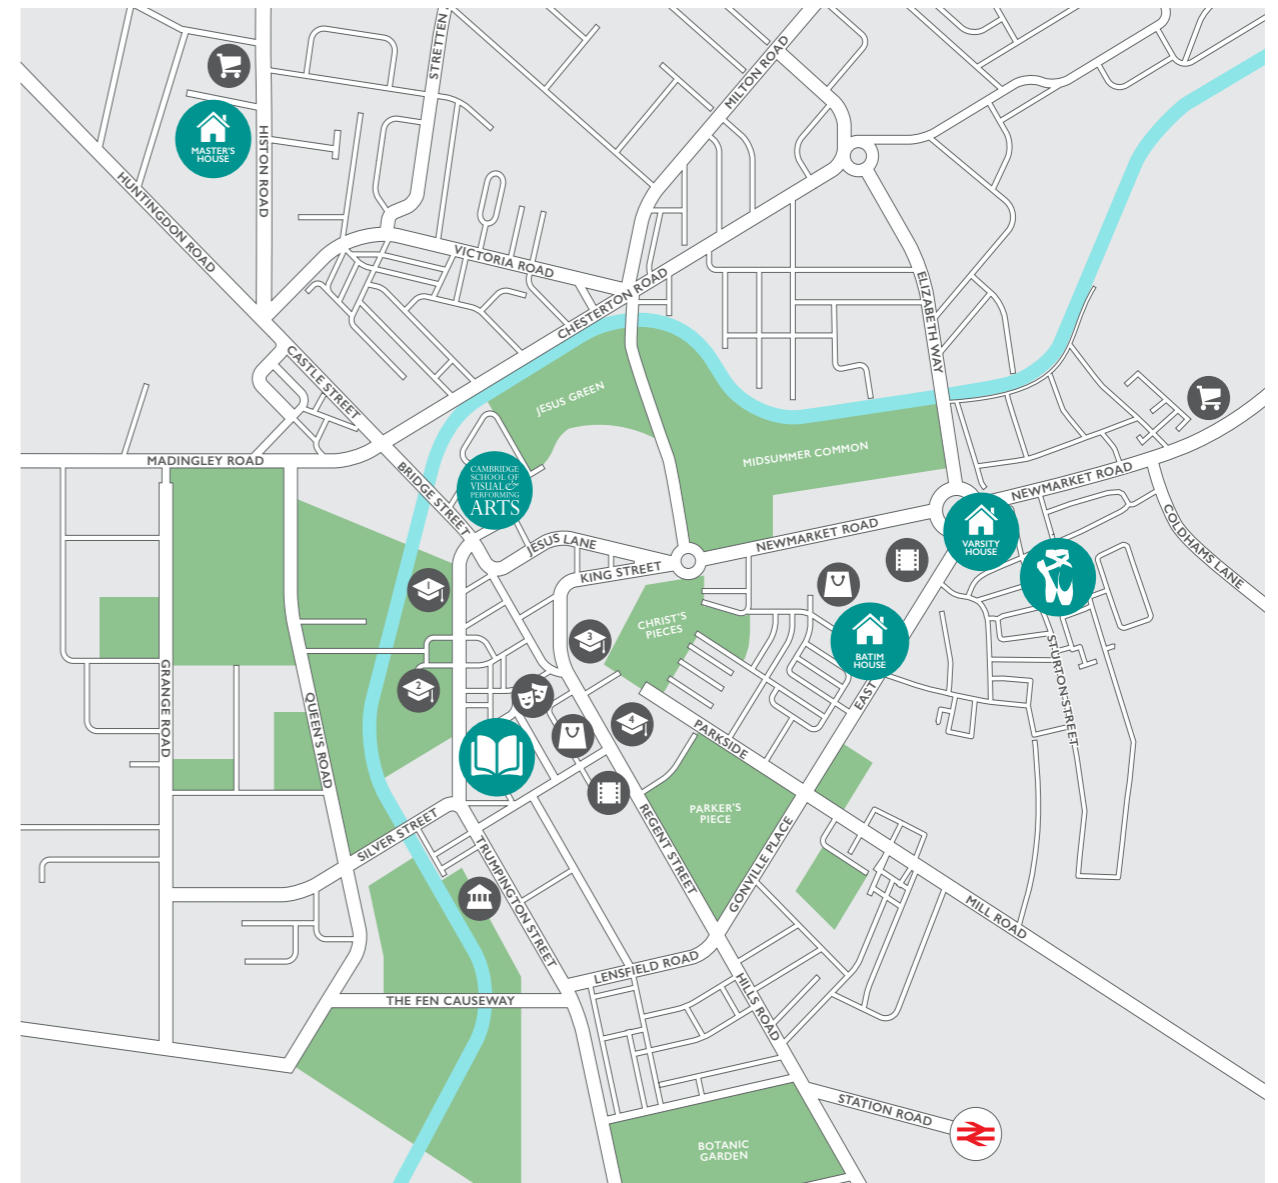 STRETTEN
MILTON ROAD
MASTER'S
HOUSE
HISTON ROAD
HUNTINGDON ROAD
VICTORIA ROAD
CHESTERTON ROAD
ELIZABETH WAY
CASTLE STREET
JESUS GREEN
MIDSUMMER COMMON
MADINGLEY ROAD
BRIDGE STREET
CAMBRIDGE
SCHOOL OF
VISUAL &
PERFORMING
ARTS
NEWMARKET ROAD
NEWMARKET ROAD
COLDHAMS LANE
JESUS LANE
KING STREET
VARSITY
HOUSE
1
CHRIST'S
PIECES
3
BATIM
HOUSE
STURTON STREET
GRANGE ROAD
QUEEN'S ROAD
2
4
EAST
PARKSIDE
PARKER'S
PIECE
SILVER STREET
REGENT STREET
GONVILLE PLACE
TRUMPINGTON STREET
MILL ROAD
LENSFIELD ROAD
HILLS ROAD
THE FEN CAUSEWAY
STATION ROAD
BOTANIC
GARDEN